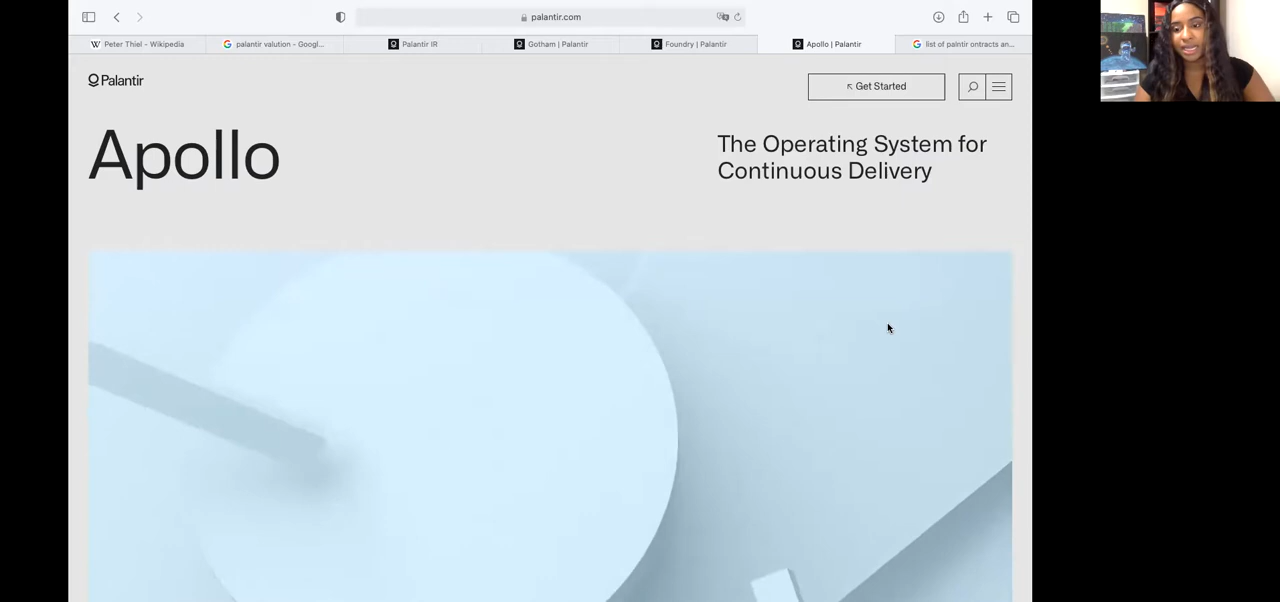 palantir.com
Peter Thiel - Wikipedia
palantir valution - Googl...
Palantir IR
Gotham | Palantir
Foundry | Palantir
Apollo | Palantir
list of palntir ontracts an...
Palantir
Get Started
Apollo
The Operating System for
Continuous Delivery